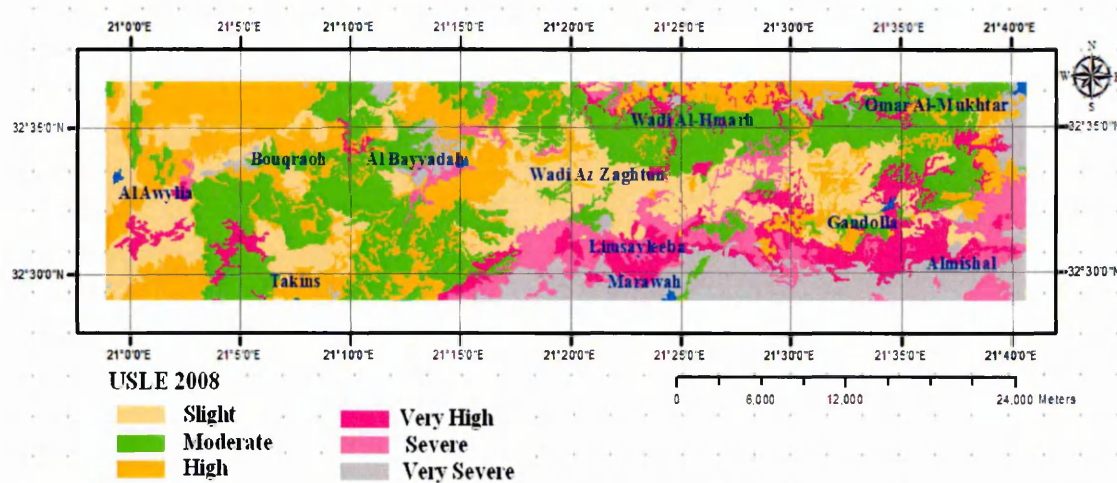 21°0'0"E 21°5'0"E 21°10'0"E 21°15'0"E 21°20'0"E 21°25'0"E 21°30'0"E 21°35'0"E 21°40'0"E
W E
S
Omar Al-Mukhtar
32°35'0"N 32°35'0"N
Wadi Al-Hmarh
Bouqraoh Al Bayyadah
Wadi Az Zaghtun
Al Awylia
Gandolla
Limsayleeba
Almishal
32°30'0"N 32°30'0"N
Takins Marawah
21°0'0"E 21°5'0"E 21°10'0"E 21°15'0"E 21°20'0"E 21°25'0"E 21°30'0"E 21°35'0"E 21°40'0"E
USLE 2008
Slight
Moderate
High
Very High
Severe
Very Severe
0 6,000 12,000 24,000 Meters